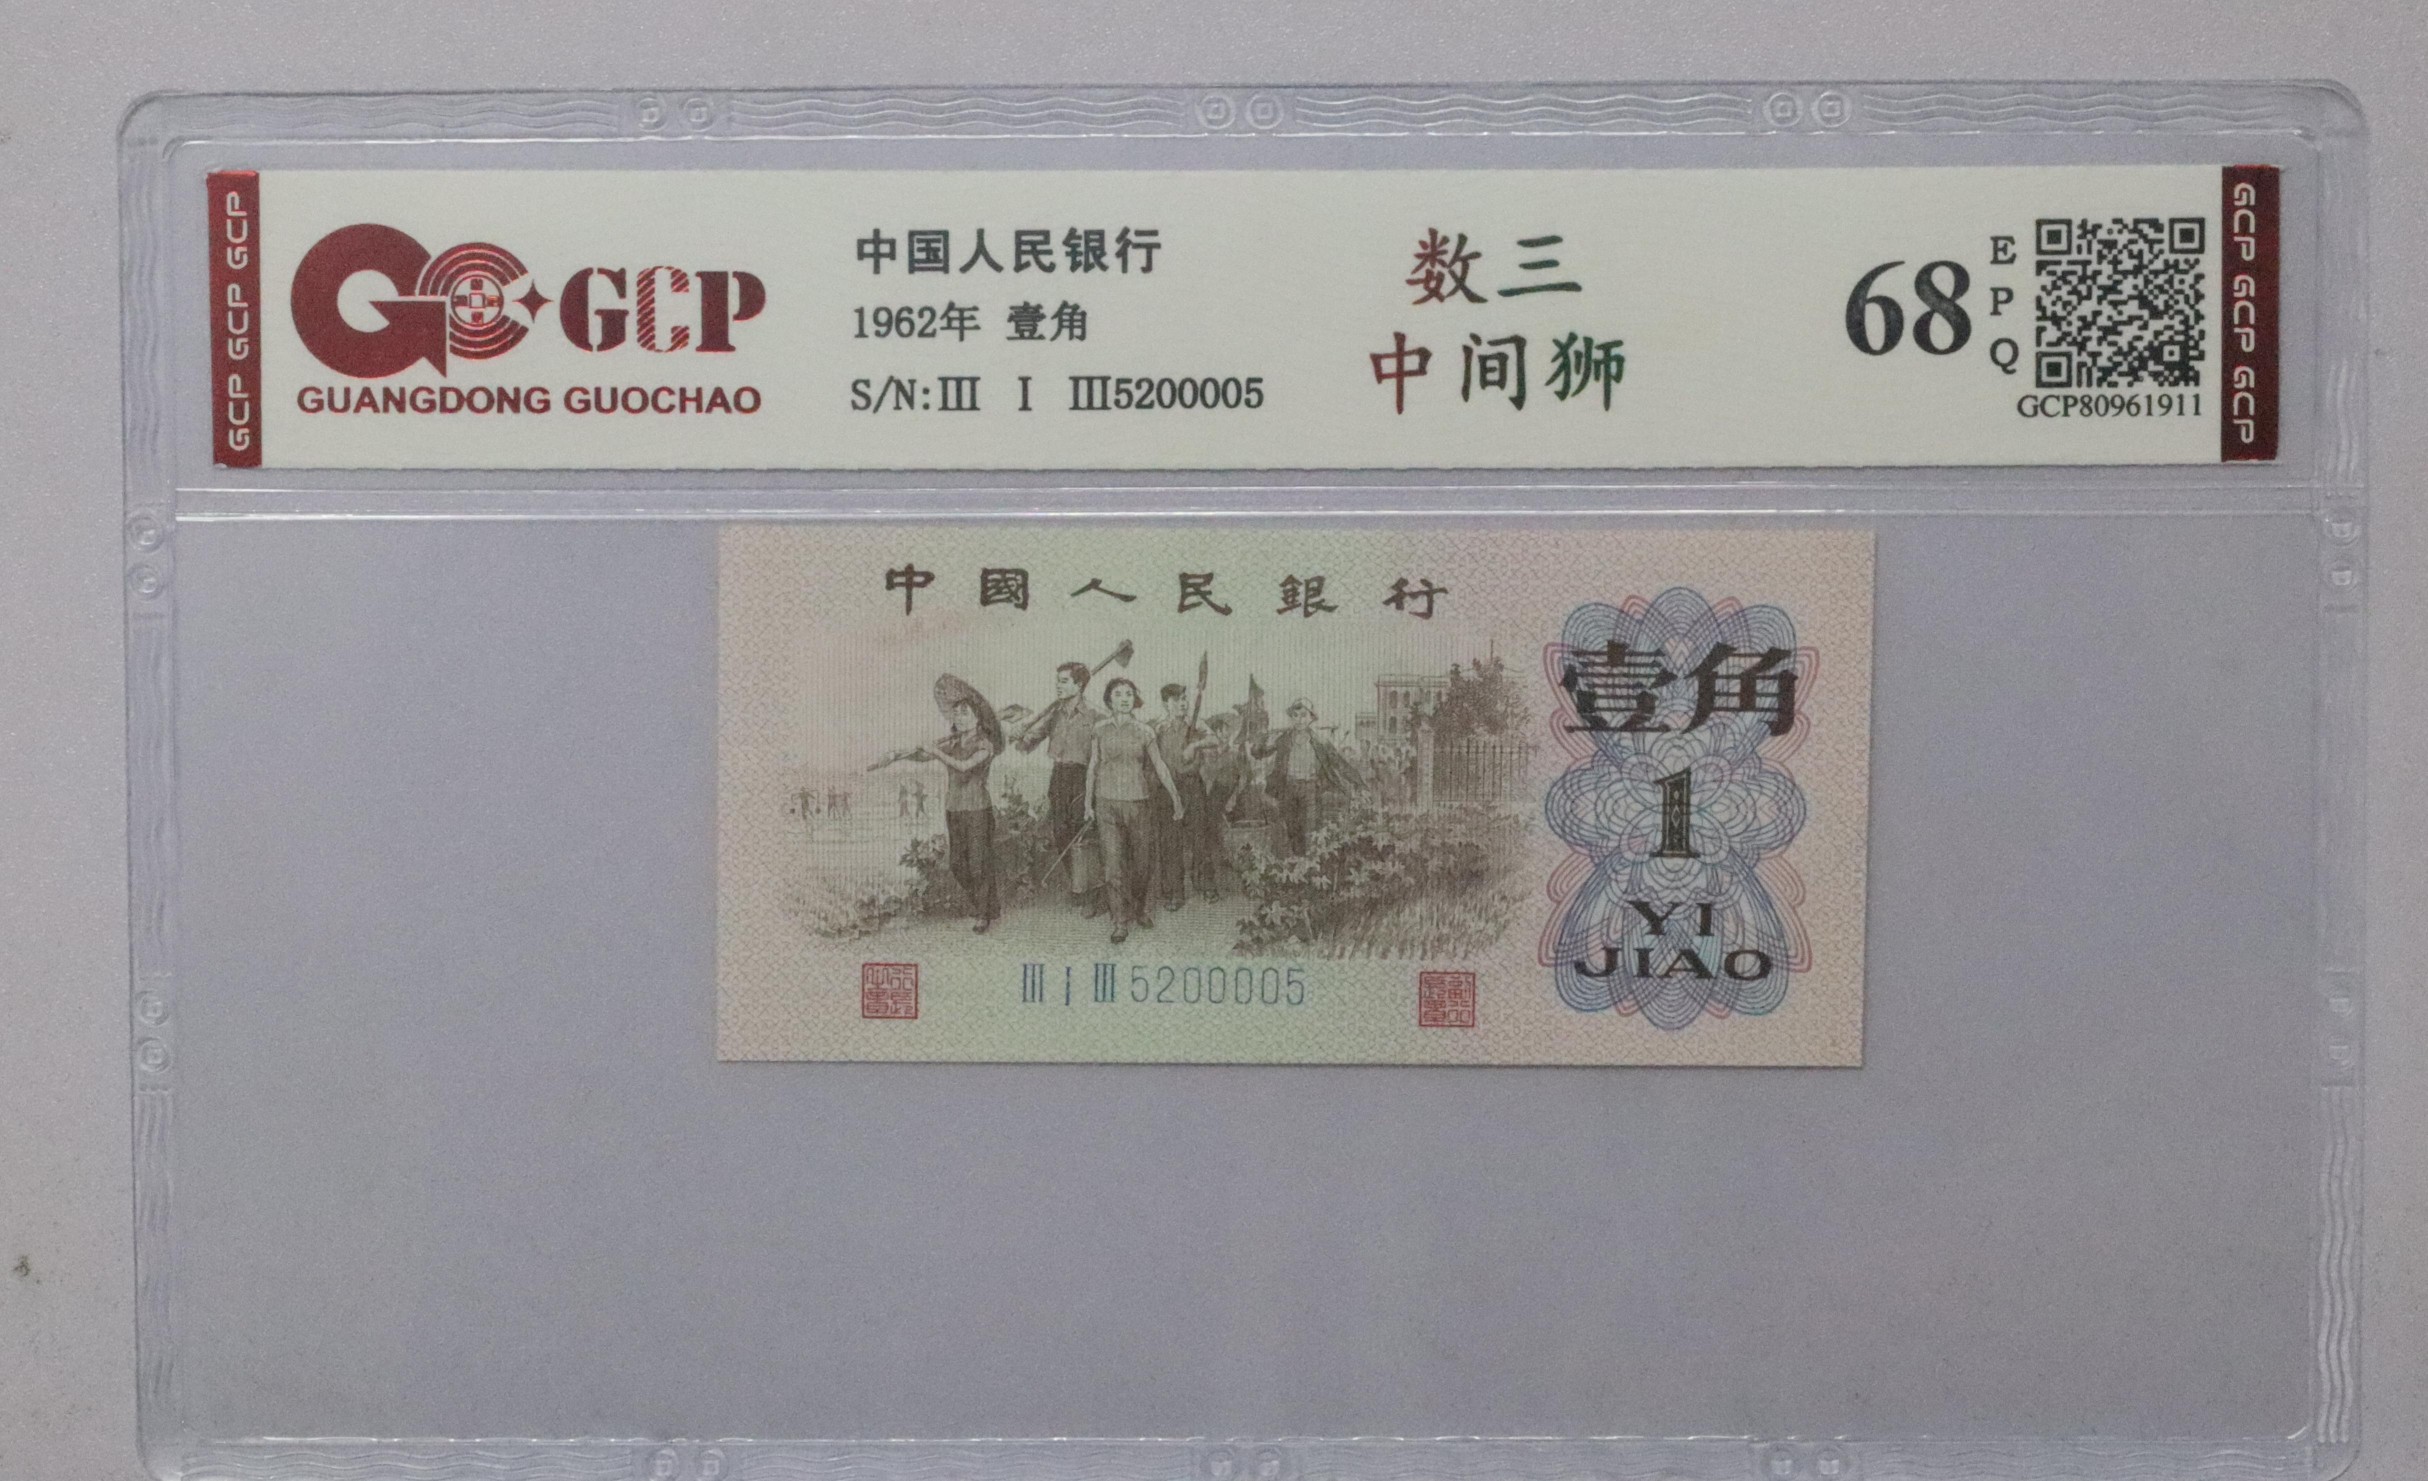 GCP GCP GCP
GCP
GUANGDONG GUOCHAO
中国人民银行
1962年 壹角
S/N:Ⅲ Ⅰ Ⅲ5200005
数三
中间狮
68
EPQ
GCP80961911
GCP GCP GCP
中國人民銀行
壹角
1
YI
JIAO
Ⅲ Ⅰ Ⅲ 5200005